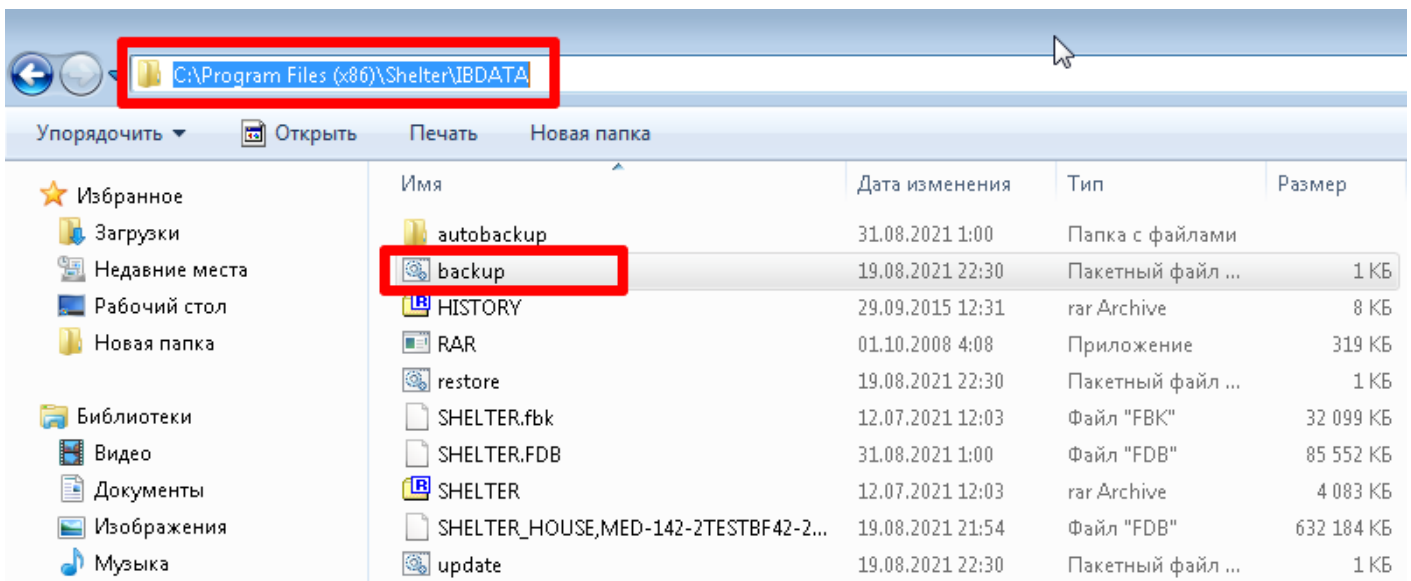 C:\Program Files (x86)\Shelter\IBDATA
Упорядочить Открыть Печать Новая папка
Избранное
Загрузки
Недавние места
Рабочий стол
Новая папка
Библиотеки
Видео
Документы
Изображения
Музыка
Имя Дата изменения Тип Размер
autobackup 31.08.2021 1:00 Папка с файлами
backup 19.08.2021 22:30 Пакетный файл ... 1 КБ
HISTORY 29.09.2015 12:31 rar Archive 8 КБ
RAR 01.10.2008 4:08 Приложение 319 КБ
restore 19.08.2021 22:30 Пакетный файл ... 1 КБ
SHELTER.fbk 12.07.2021 12:03 Файл "FBK" 32 099 КБ
SHELTER.FDB 31.08.2021 1:00 Файл "FDB" 85 552 КБ
SHELTER 12.07.2021 12:03 rar Archive 4 083 КБ
SHELTER_HOUSE,MED-142-2TESTBF42-2... 19.08.2021 21:54 Файл "FDB" 632 184 КБ
update 19.08.2021 22:30 Пакетный файл ... 1 КБ